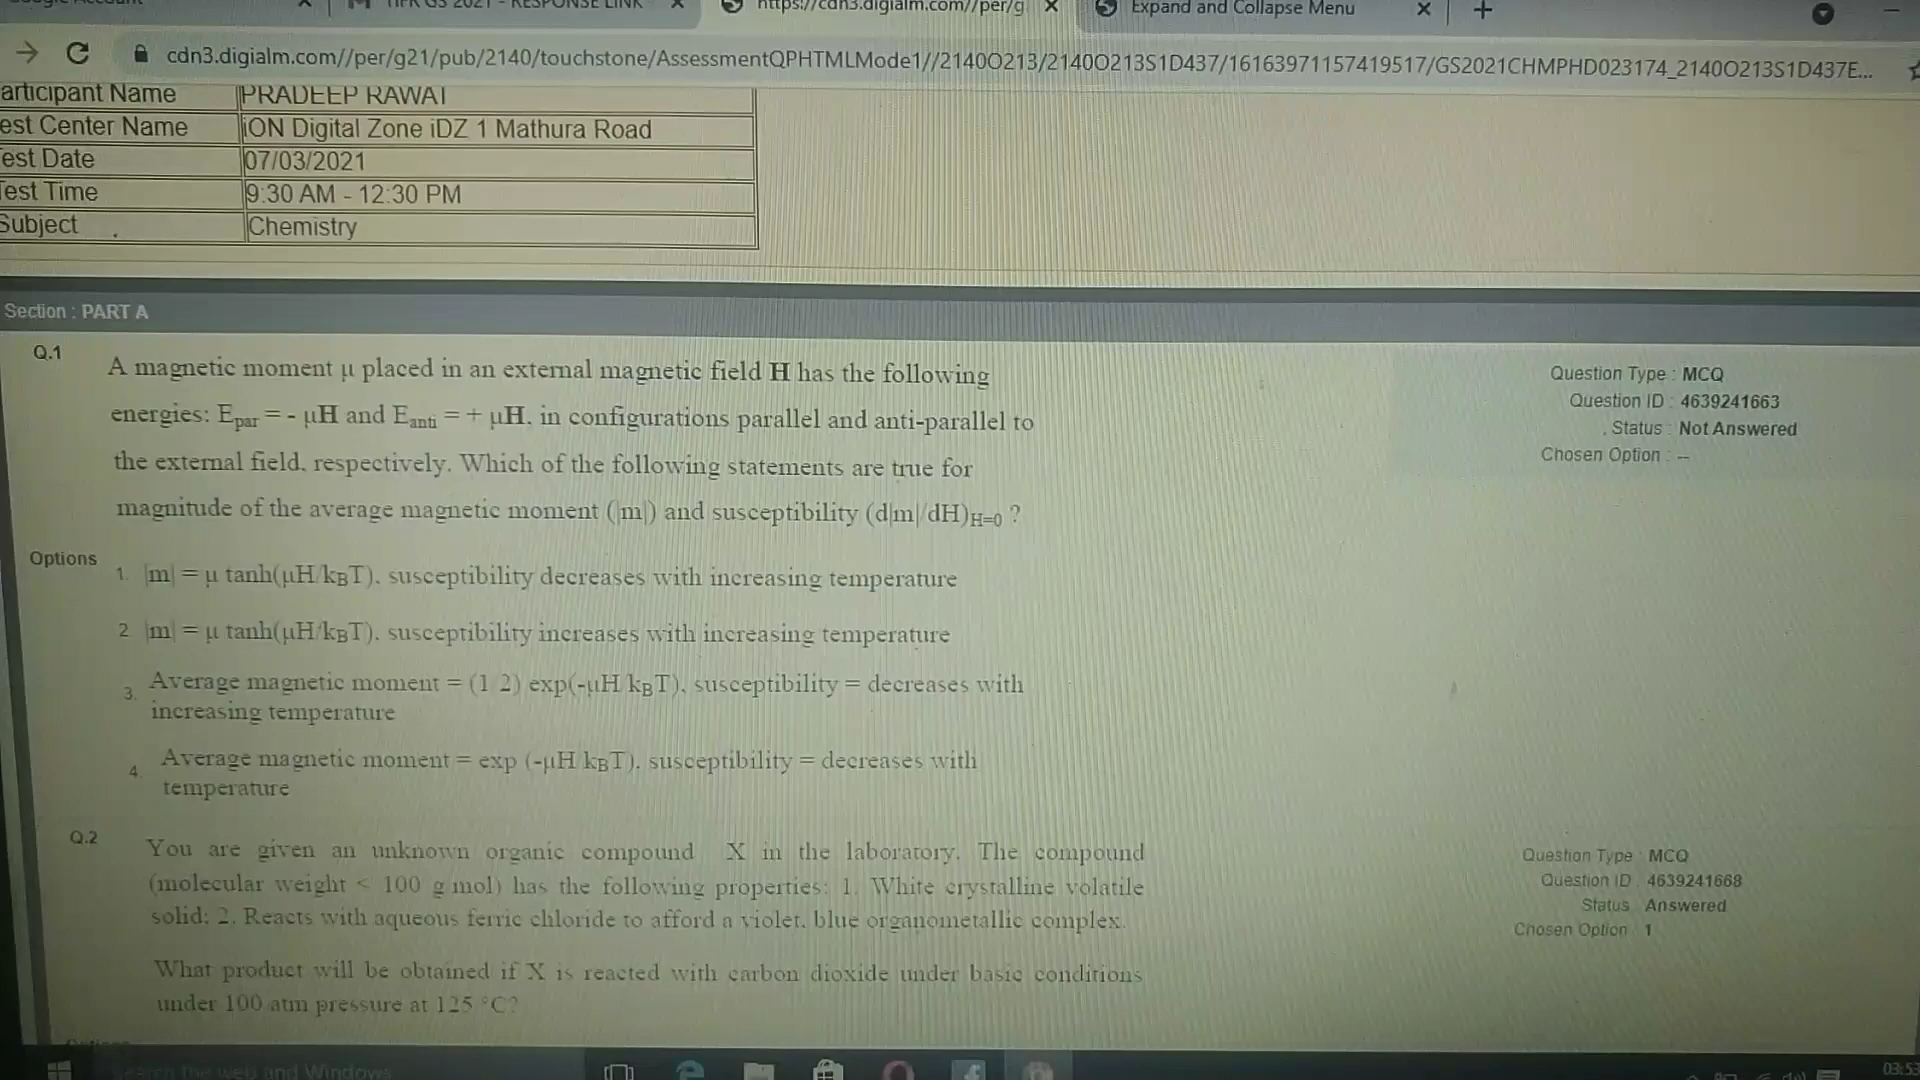 https://cdn3.digialm.com//per/g
Expand and Collapse Menu
cdn3.digialm.com//per/g21/pub/2140/touchstone/AssessmentQPHTMLMode1//2140O213/2140O213S1D437/16163971157419517/GS2021CHMPHD023174_2140O213S1D437E...
articipant Name PRADEEP RAWAT
est Center Name iON Digital Zone iDZ 1 Mathura Road
Test Date 07/03/2021
Test Time 9:30 AM - 12:30 PM
Subject Chemistry
Section : PART A
Q.1
A magnetic moment μ placed in an external magnetic field H has the following
energies: Epar = - μH and Eanti = + μH, in configurations parallel and anti-parallel to
the external field, respectively. Which of the following statements are true for
magnitude of the average magnetic moment (|m|) and susceptibility (d|m|/dH)H=0 ?
Question Type : MCQ
Question ID : 4639241663
Status : Not Answered
Chosen Option : --
Options
1. |m| = μ tanh(μH/kBT), susceptibility decreases with increasing temperature
2. |m| = μ tanh(μH/kBT), susceptibility increases with increasing temperature
3. Average magnetic moment = (1/2) exp(-μH/kBT), susceptibility = decreases with
increasing temperature
4. Average magnetic moment = exp (-μH/kBT), susceptibility = decreases with
temperature
Q.2
You are given an unknown organic compound X in the laboratory. The compound
(molecular weight < 100 g/mol) has the following properties: 1. White crystalline volatile
solid; 2. Reacts with aqueous ferric chloride to afford a violet, blue organometallic complex.
What product will be obtained if X is reacted with carbon dioxide under basic conditions
under 100 atm pressure at 125 °C?
Question Type : MCQ
Question ID : 4639241668
Status : Answered
Chosen Option : 1
Search the web and Windows
03:53